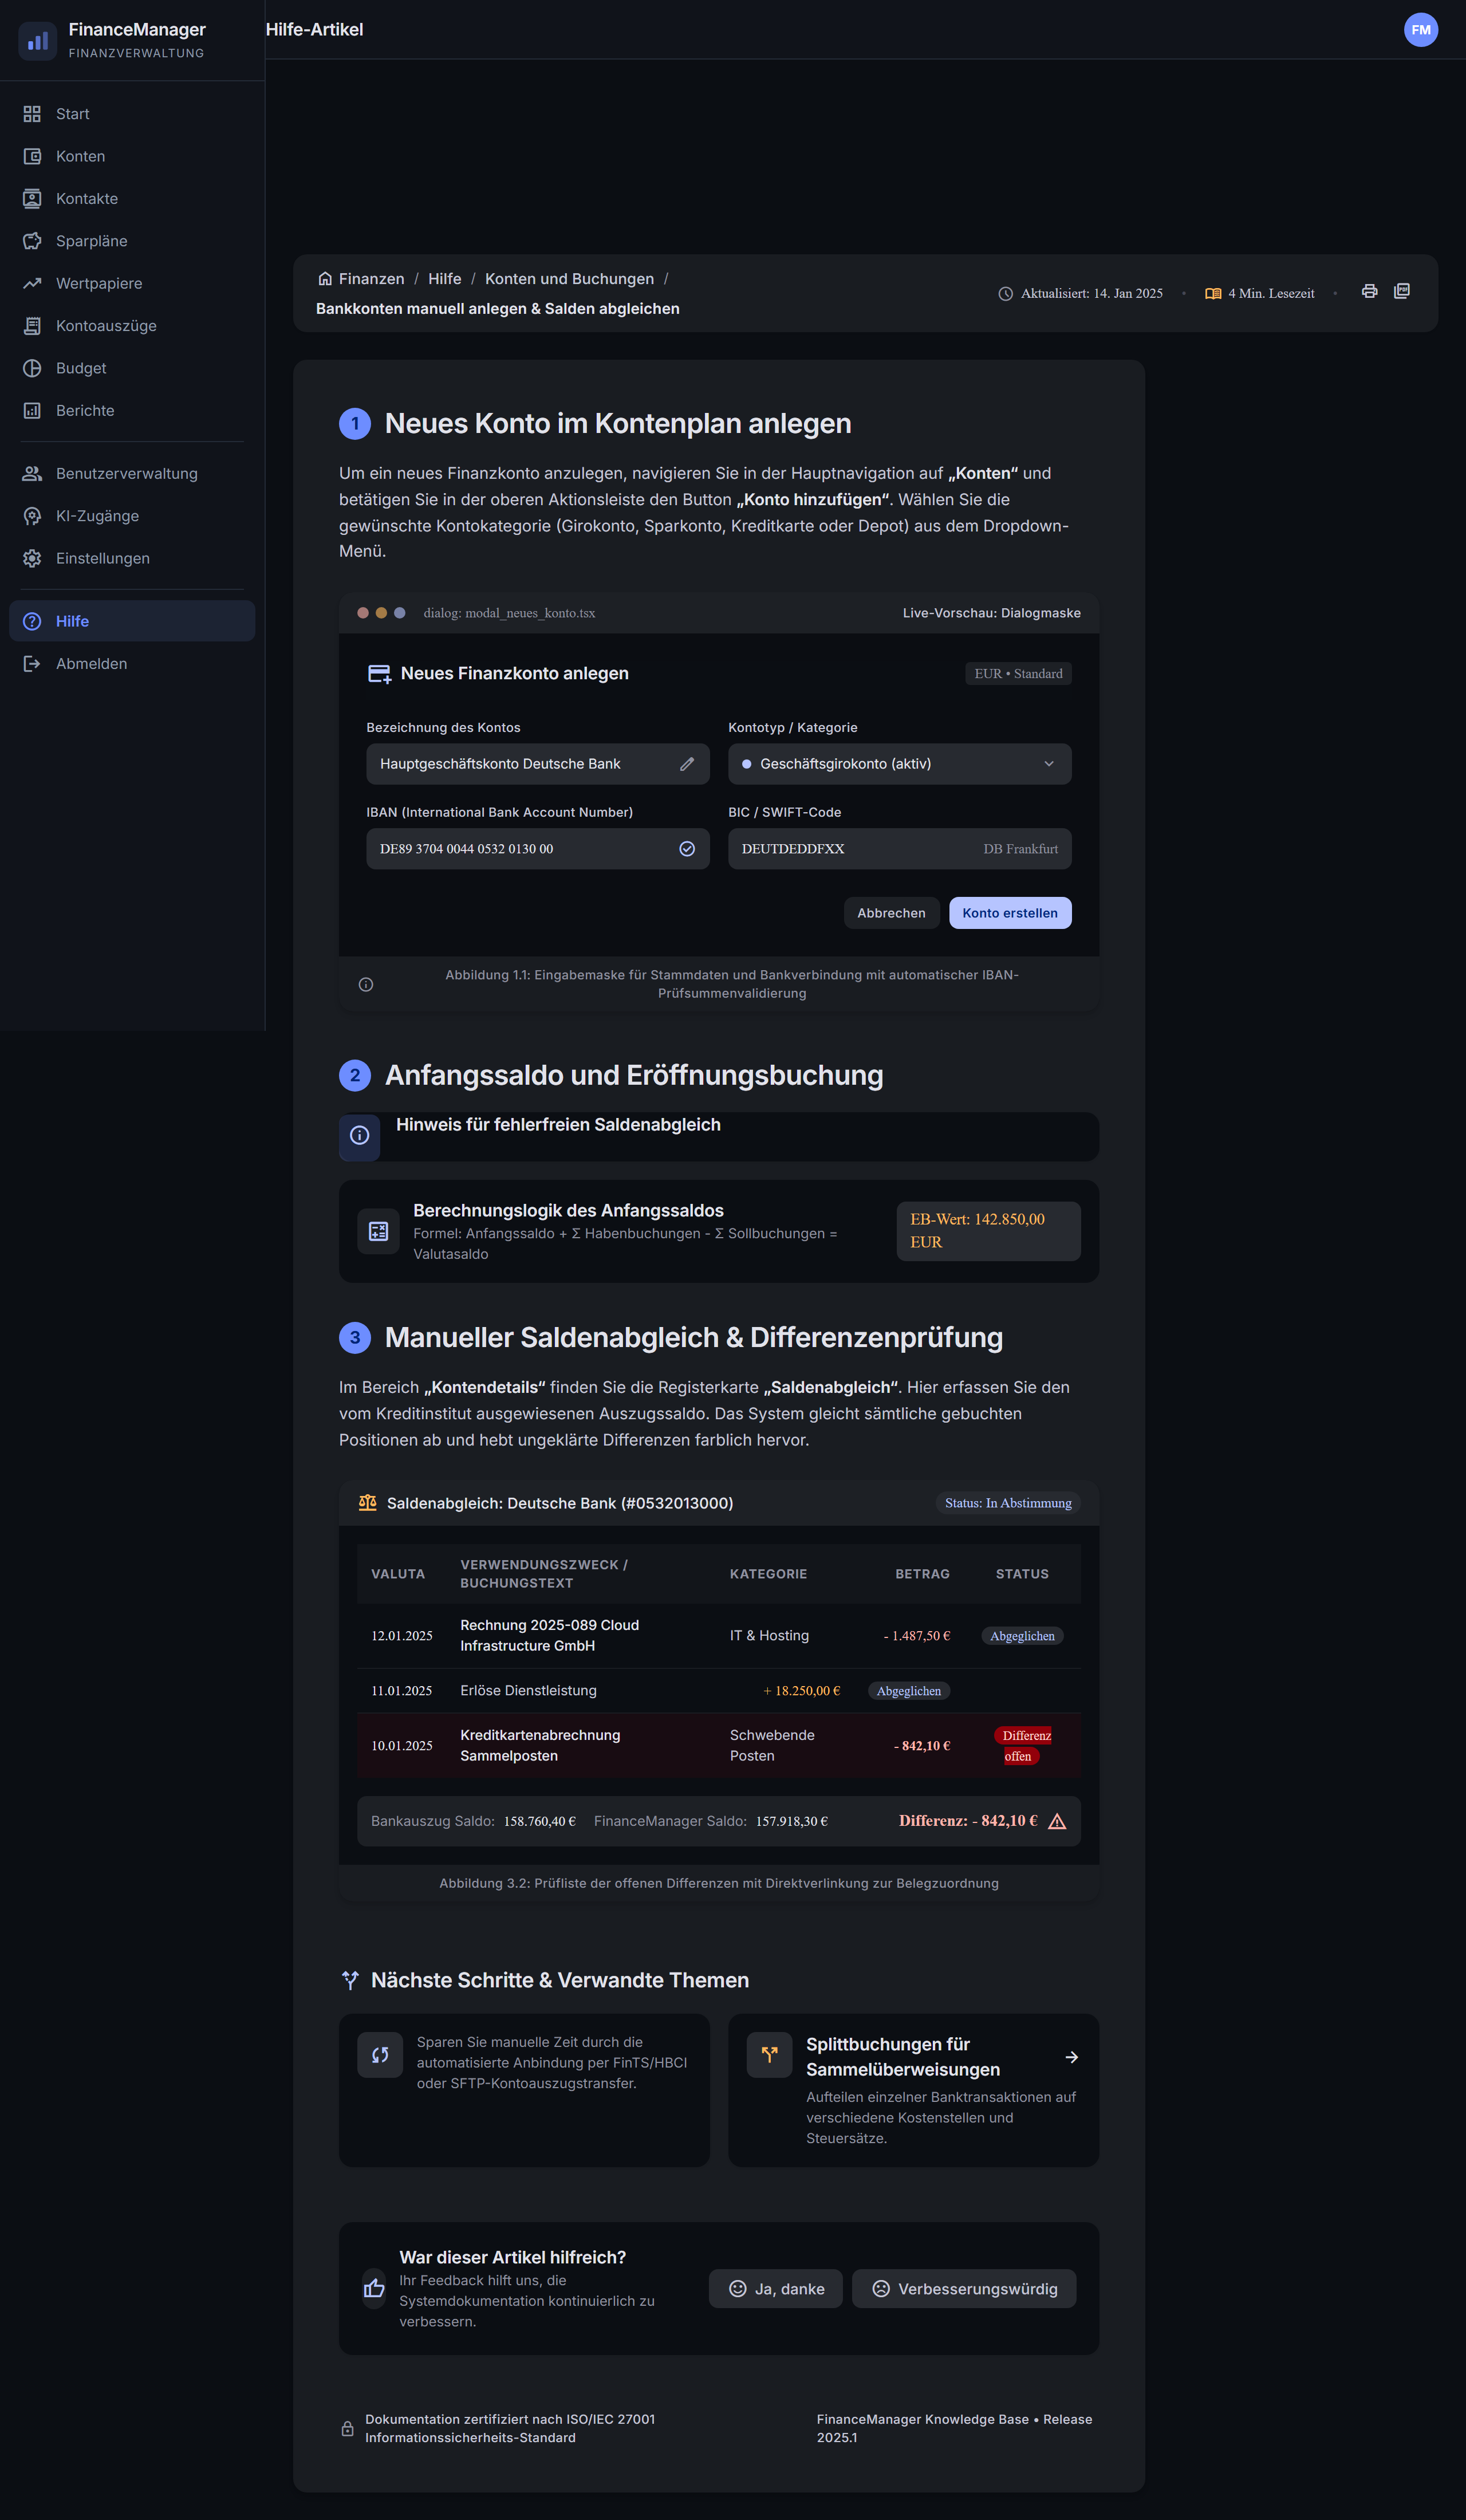 FinanceManager
FINANZVERWALTUNG
Hilfe-Artikel
FM
Start
Konten
Kontakte
Sparpläne
Wertpapiere
Kontoauszüge
Budget
Berichte
Benutzerverwaltung
KI-Zugänge
Einstellungen
Hilfe
Abmelden
Finanzen / Hilfe / Konten und Buchungen /
Bankkonten manuell anlegen & Salden abgleichen
Aktualisiert: 14. Jan 2025 • 4 Min. Lesezeit •
PDF
1 Neues Konto im Kontenplan anlegen
Um ein neues Finanzkonto anzulegen, navigieren Sie in der Hauptnavigation auf „Konten“ und
betätigen Sie in der oberen Aktionsleiste den Button „Konto hinzufügen“. Wählen Sie die
gewünschte Kontokategorie (Girokonto, Sparkonto, Kreditkarte oder Depot) aus dem Dropdown-
Menü.
dialog: modal_neues_konto.tsx
Live-Vorschau: Dialogmaske
Neues Finanzkonto anlegen
EUR • Standard
Bezeichnung des Kontos
Hauptgeschäftskonto Deutsche Bank
Kontotyp / Kategorie
Geschäftsgirokonto (aktiv)
IBAN (International Bank Account Number)
DE89 3704 0044 0532 0130 00
BIC / SWIFT-Code
DEUTDEDDFXX
DB Frankfurt
Abbrechen
Konto erstellen
Abbildung 1.1: Eingabemaske für Stammdaten und Bankverbindung mit automatischer IBAN-
Prüfsummenvalidierung
2 Anfangssaldo und Eröffnungsbuchung
Hinweis für fehlerfreien Saldenabgleich
Berechnungslogik des Anfangssaldos
Formel: Anfangssaldo + Σ Habenbuchungen - Σ Sollbuchungen =
Valutasaldo
EB-Wert: 142.850,00
EUR
3 Manueller Saldenabgleich & Differenzenprüfung
Im Bereich „Kontendetails“ finden Sie die Registerkarte „Saldenabgleich“. Hier erfassen Sie den
vom Kreditinstitut ausgewiesenen Auszugssaldo. Das System gleicht sämtliche gebuchten
Positionen ab und hebt ungeklärte Differenzen farblich hervor.
Saldenabgleich: Deutsche Bank (#0532013000)
Status: In Abstimmung
VALUTA
VERWENDUNGSZWECK /
BUCHUNGSTEXT
KATEGORIE
BETRAG
STATUS
12.01.2025
Rechnung 2025-089 Cloud
Infrastructure GmbH
IT & Hosting
- 1.487,50 €
Abgeglichen
11.01.2025
Erlöse Dienstleistung
+ 18.250,00 €
Abgeglichen
10.01.2025
Kreditkartenabrechnung
Sammelposten
Schwebende
Posten
- 842,10 €
Differenz
offen
Bankauszug Saldo: 158.760,40 €
FinanceManager Saldo: 157.918,30 €
Differenz: - 842,10 €
Abbildung 3.2: Prüfliste der offenen Differenzen mit Direktverlinkung zur Belegzuordnung
Nächste Schritte & Verwandte Themen
Sparen Sie manuelle Zeit durch die
automatisierte Anbindung per FinTS/HBCI
oder SFTP-Kontoauszugstransfer.
Splittbuchungen für
Sammelüberweisungen
Aufteilen einzelner Banktransaktionen auf
verschiedene Kostenstellen und
Steuersätze.
War dieser Artikel hilfreich?
Ihr Feedback hilft uns, die
Systemdokumentation kontinuierlich zu
verbessern.
Ja, danke
Verbesserungswürdig
Dokumentation zertifiziert nach ISO/IEC 27001
Informationssicherheits-Standard
FinanceManager Knowledge Base • Release
2025.1